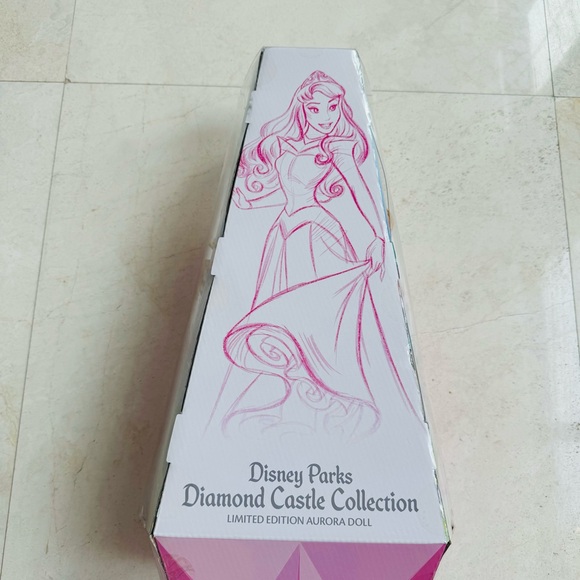 Disney Parks
Diamond Castle Collection
LIMITED EDITION AURORA DOLL